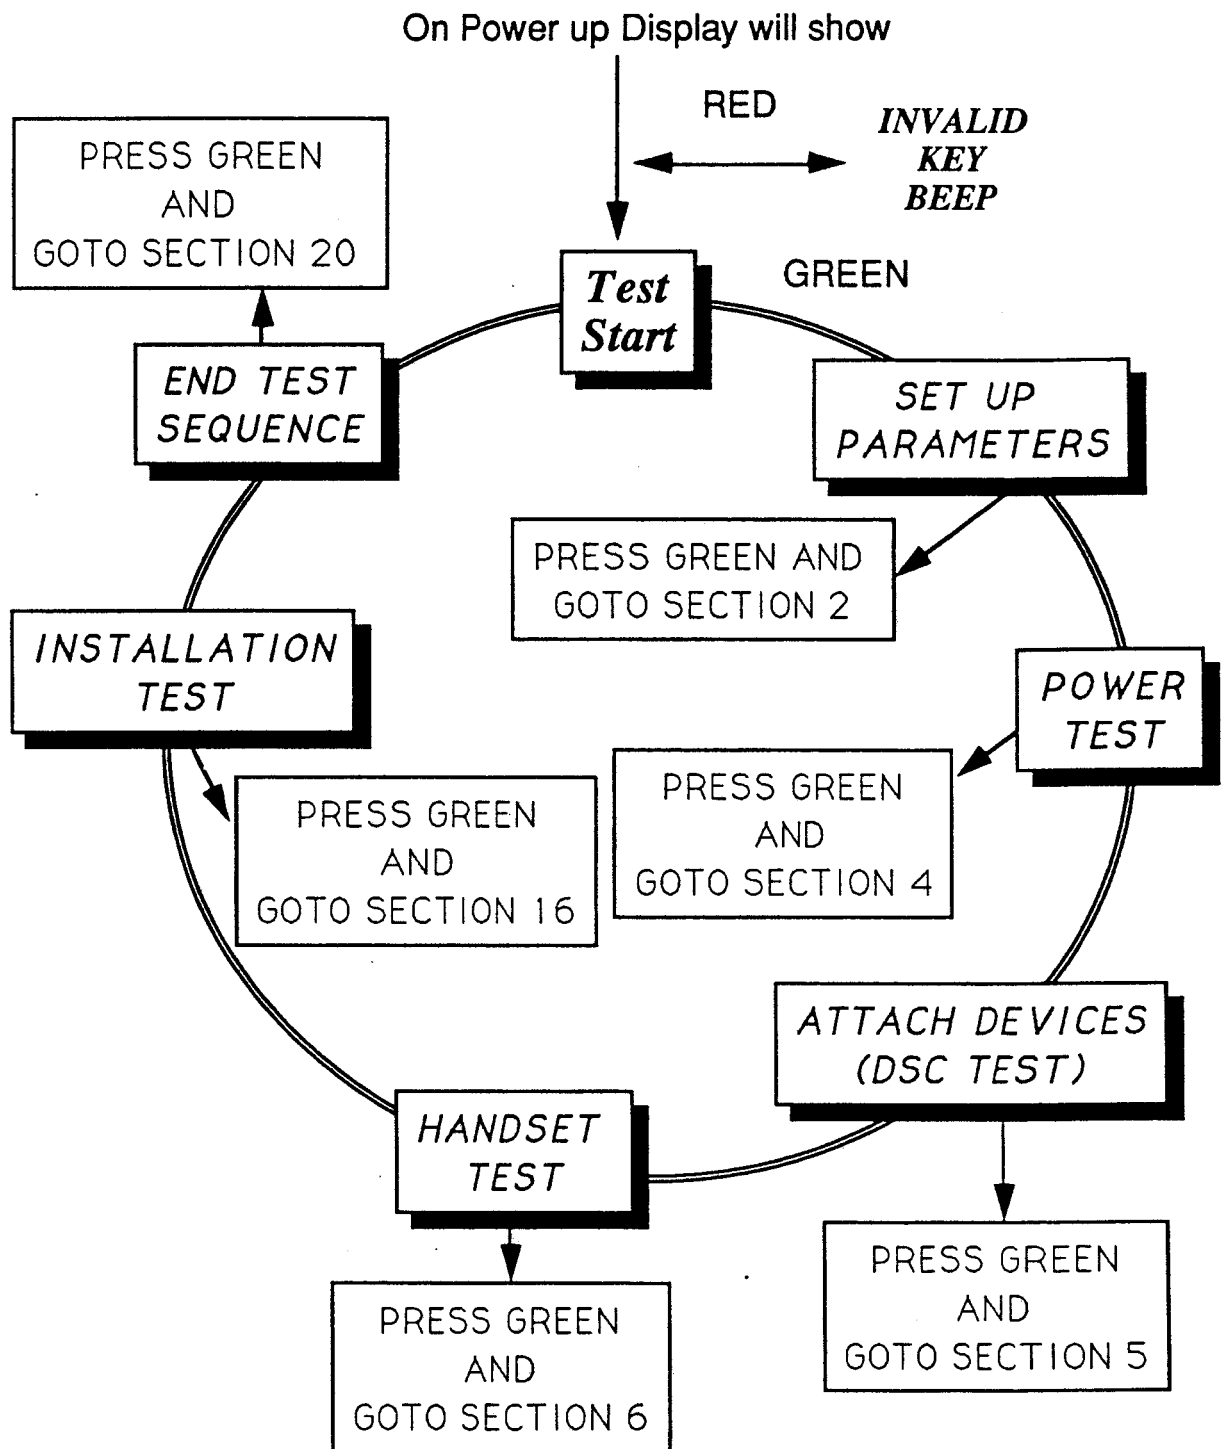 On Power up Display will show
RED
INVALID
KEY
BEEP
PRESS GREEN
AND
GOTO SECTION 20
Test
Start
GREEN
END TEST
SEQUENCE
SET UP
PARAMETERS
PRESS GREEN AND
GOTO SECTION 2
INSTALLATION
TEST
POWER
TEST
PRESS GREEN
AND
GOTO SECTION 16
PRESS GREEN
AND
GOTO SECTION 4
ATTACH DEVICES
(DSC TEST)
HANDSET
TEST
PRESS GREEN
AND
GOTO SECTION 5
PRESS GREEN
AND
GOTO SECTION 6